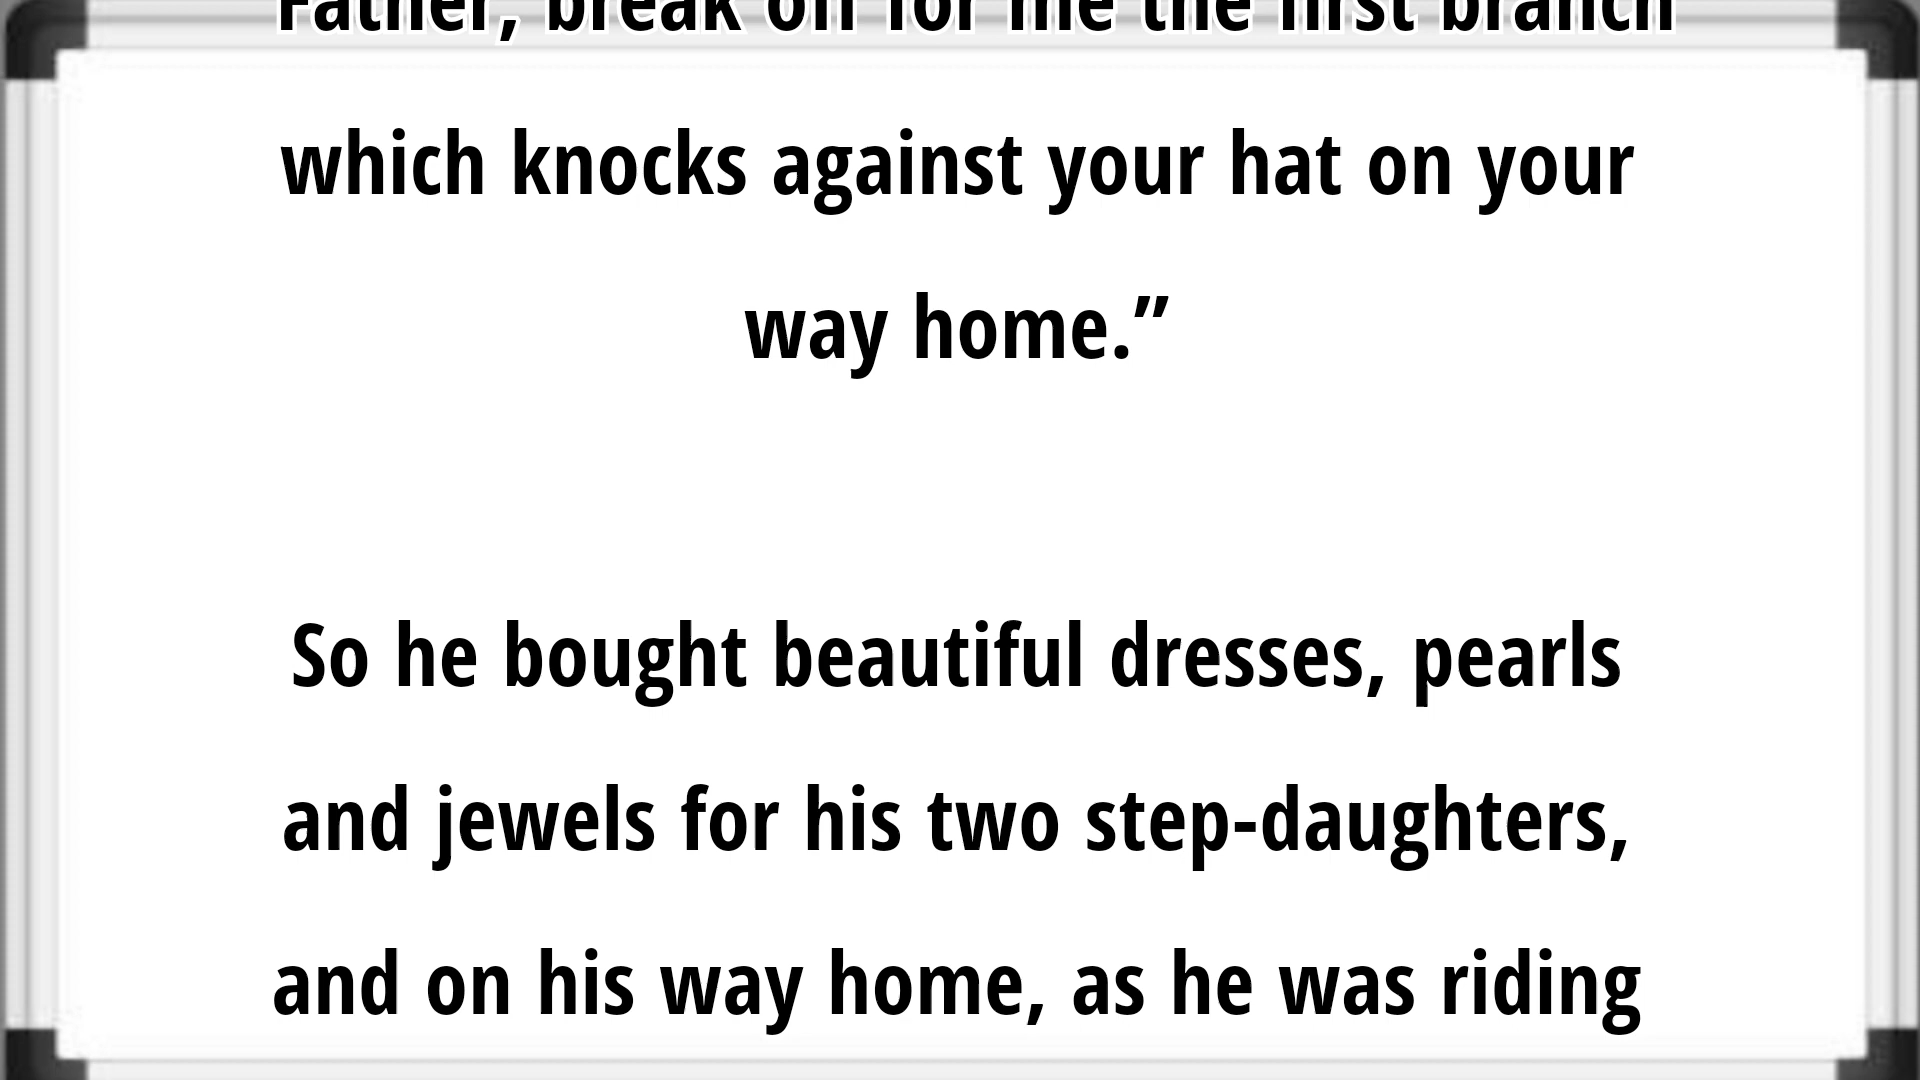 Father, break off for me the first branch
which knocks against your hat on your
way home.”
So he bought beautiful dresses, pearls
and jewels for his two step-daughters,
and on his way home, as he was riding